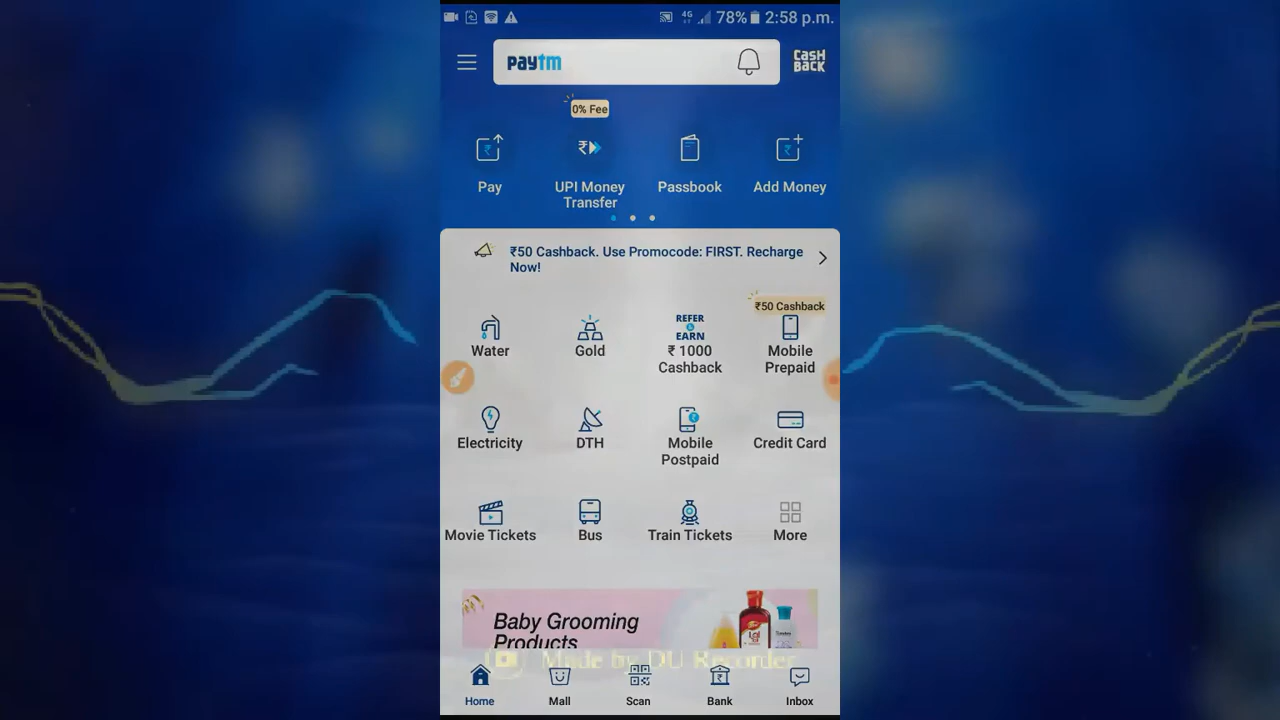 4G
78%
2:58 p.m.
paytm
CASH
BACK
0% Fee
Pay
UPI Money
Transfer
Passbook
Add Money
₹50 Cashback. Use Promocode: FIRST. Recharge
Now!
₹50 Cashback
Water
Gold
REFER
&
EARN
₹ 1000
Cashback
Mobile
Prepaid
Electricity
DTH
Mobile
Postpaid
Credit Card
Movie Tickets
Bus
Train Tickets
More
Baby Grooming
Products
Lal
Made by DU Recorder
Home
Mall
Scan
Bank
Inbox